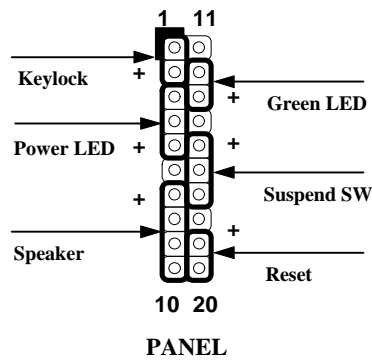 1 11
Keylock +
+ Green LED
Power LED + +
+ Suspend SW
Speaker +
Reset
10 20
PANEL